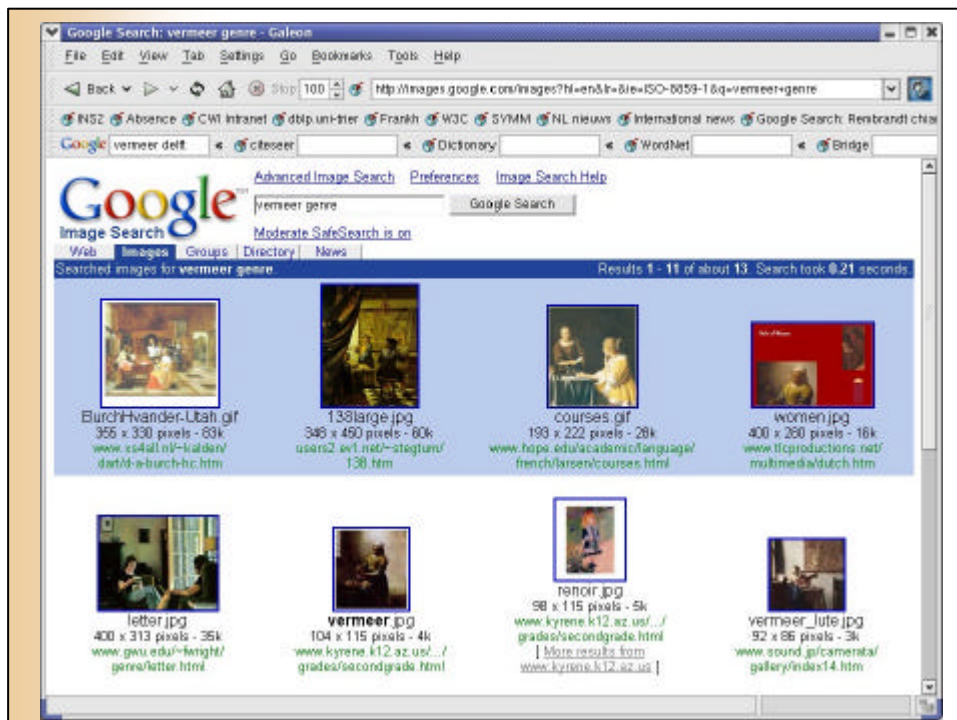 Google Search: vermeer genre - Galeon
File Edit View Tab Settings Go Bookmarks Tools Help
Back Stop 100 http://images.google.com/images?hl=en&lr=&ie=ISO-8859-1&q=vermeer+genre
INS2 Absence CWI Intranet dblp.uni-trier Frankh W3C SYMM NL nieuws International news Google Search: Rembrandt chiar
Google vermeer delft « citeseer « Dictionary « WordNet « Bridge
Advanced Image Search Preferences Image Search Help
Google
Image Search
vermeer genre Google Search
Moderate SafeSearch is on
Web Images Groups Directory News
Searched images for vermeer genre. Results 1 - 11 of about 13. Search took 0.21 seconds.
BurchHvander-Utah.gif 138large.jpg courses.gif women.jpg
355 x 330 pixels - 83k 348 x 450 pixels - 60k 193 x 222 pixels - 28k 400 x 260 pixels - 16k
www.xs4all.nl/~kalden/ users2.ev1.net/~stegtum/ www.hope.edu/academic/language/ www.tlcproductions.net/
dart/d-a-burch-hc.htm 138.htm french/larsen/courses.html multimedia/dutch.htm
letter.jpg vermeer.jpg renoir.jpg vermeer_lute.jpg
400 x 313 pixels - 35k 104 x 115 pixels - 4k 98 x 115 pixels - 5k 92 x 86 pixels - 3k
www.gwu.edu/~fwright/ www.kyrene.k12.az.us/.../ www.kyrene.k12.az.us/.../ www.sound.jp/camerata/
genre/letter.html grades/secondgrade.html grades/secondgrade.html gallery/index14.htm
[ More results from
www.kyrene.k12.az.us ]